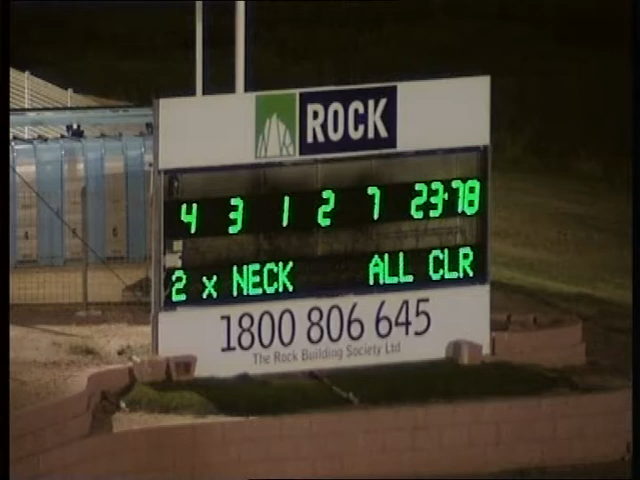 ROCK
4 3 1 2 7 23.78
2 x NECK ALL CLR
1800 806 645
The Rock Building Society Ltd